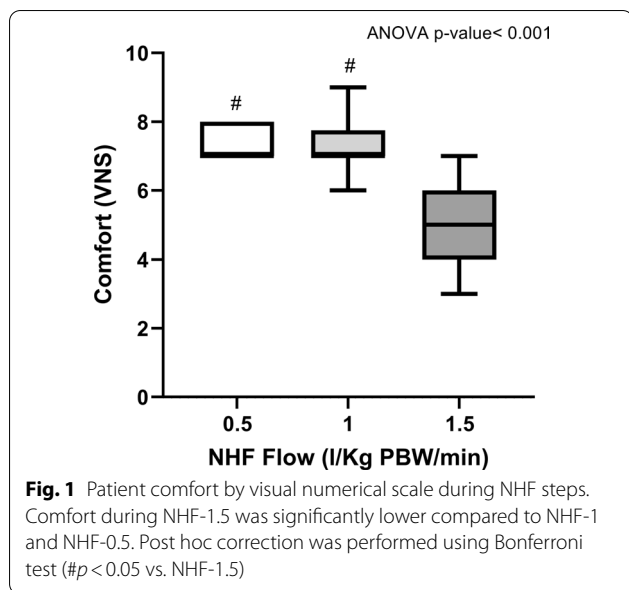 ANOVA p-value< 0.001
10
8
6
4
2
0
Comfort (VNS)
#
#
0.5 1 1.5
NHF Flow (l/Kg PBW/min)
Fig. 1 Patient comfort by visual numerical scale during NHF steps.
Comfort during NHF-1.5 was significantly lower compared to NHF-1
and NHF-0.5. Post hoc correction was performed using Bonferroni
test (#p < 0.05 vs. NHF-1.5)